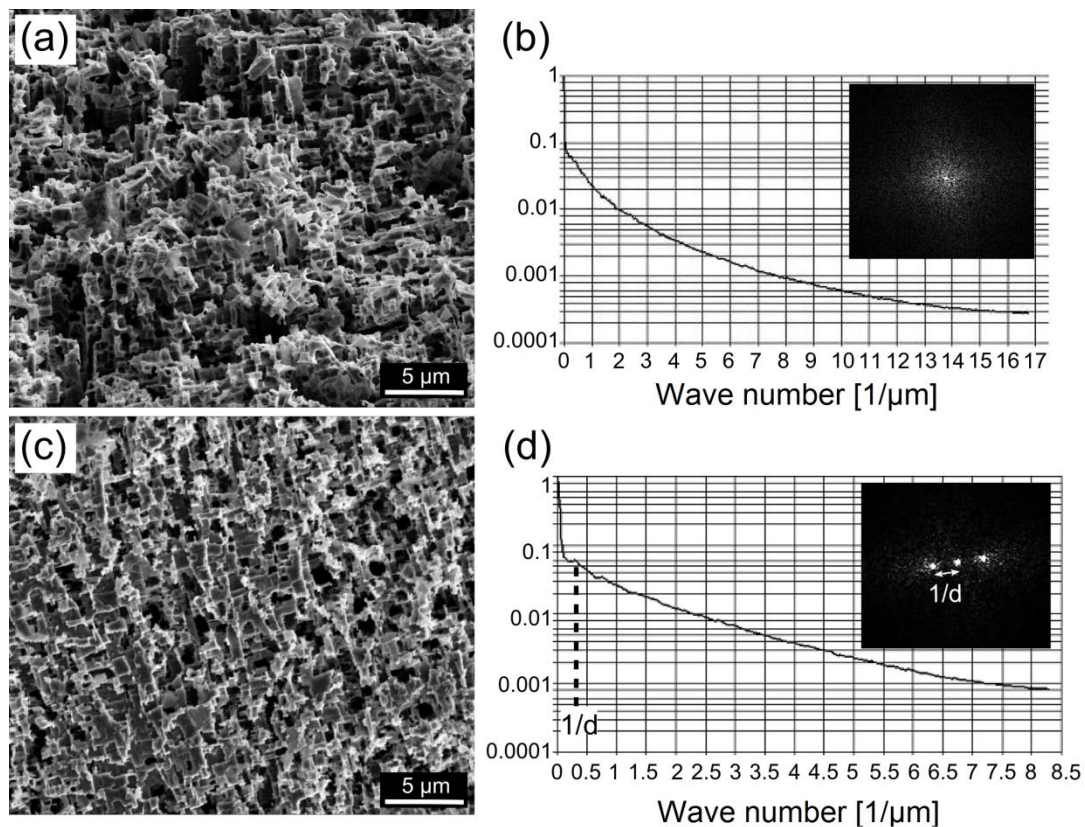 (a)
5 µm
(b)
1
0.1
0.01
0.001
0.0001
0 1 2 3 4 5 6 7 8 9 10 11 12 13 14 15 16 17
Wave number [1/µm]
(c)
5 µm
(d)
1
0.1
0.01
0.001
0.0001
1/d
1/d
0 0.5 1 1.5 2 2.5 3 3.5 4 4.5 5 5.5 6 6.5 7 7.5 8 8.5
Wave number [1/µm]